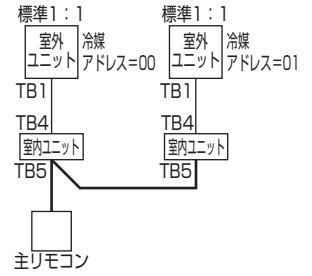 標準1：1
標準1：1
室外
ユニット
冷媒
アドレス=00
室外
ユニット
冷媒
アドレス=01
TB1
TB1
TB4
TB4
室内ユニット
室内ユニット
TB5
TB5
主リモコン